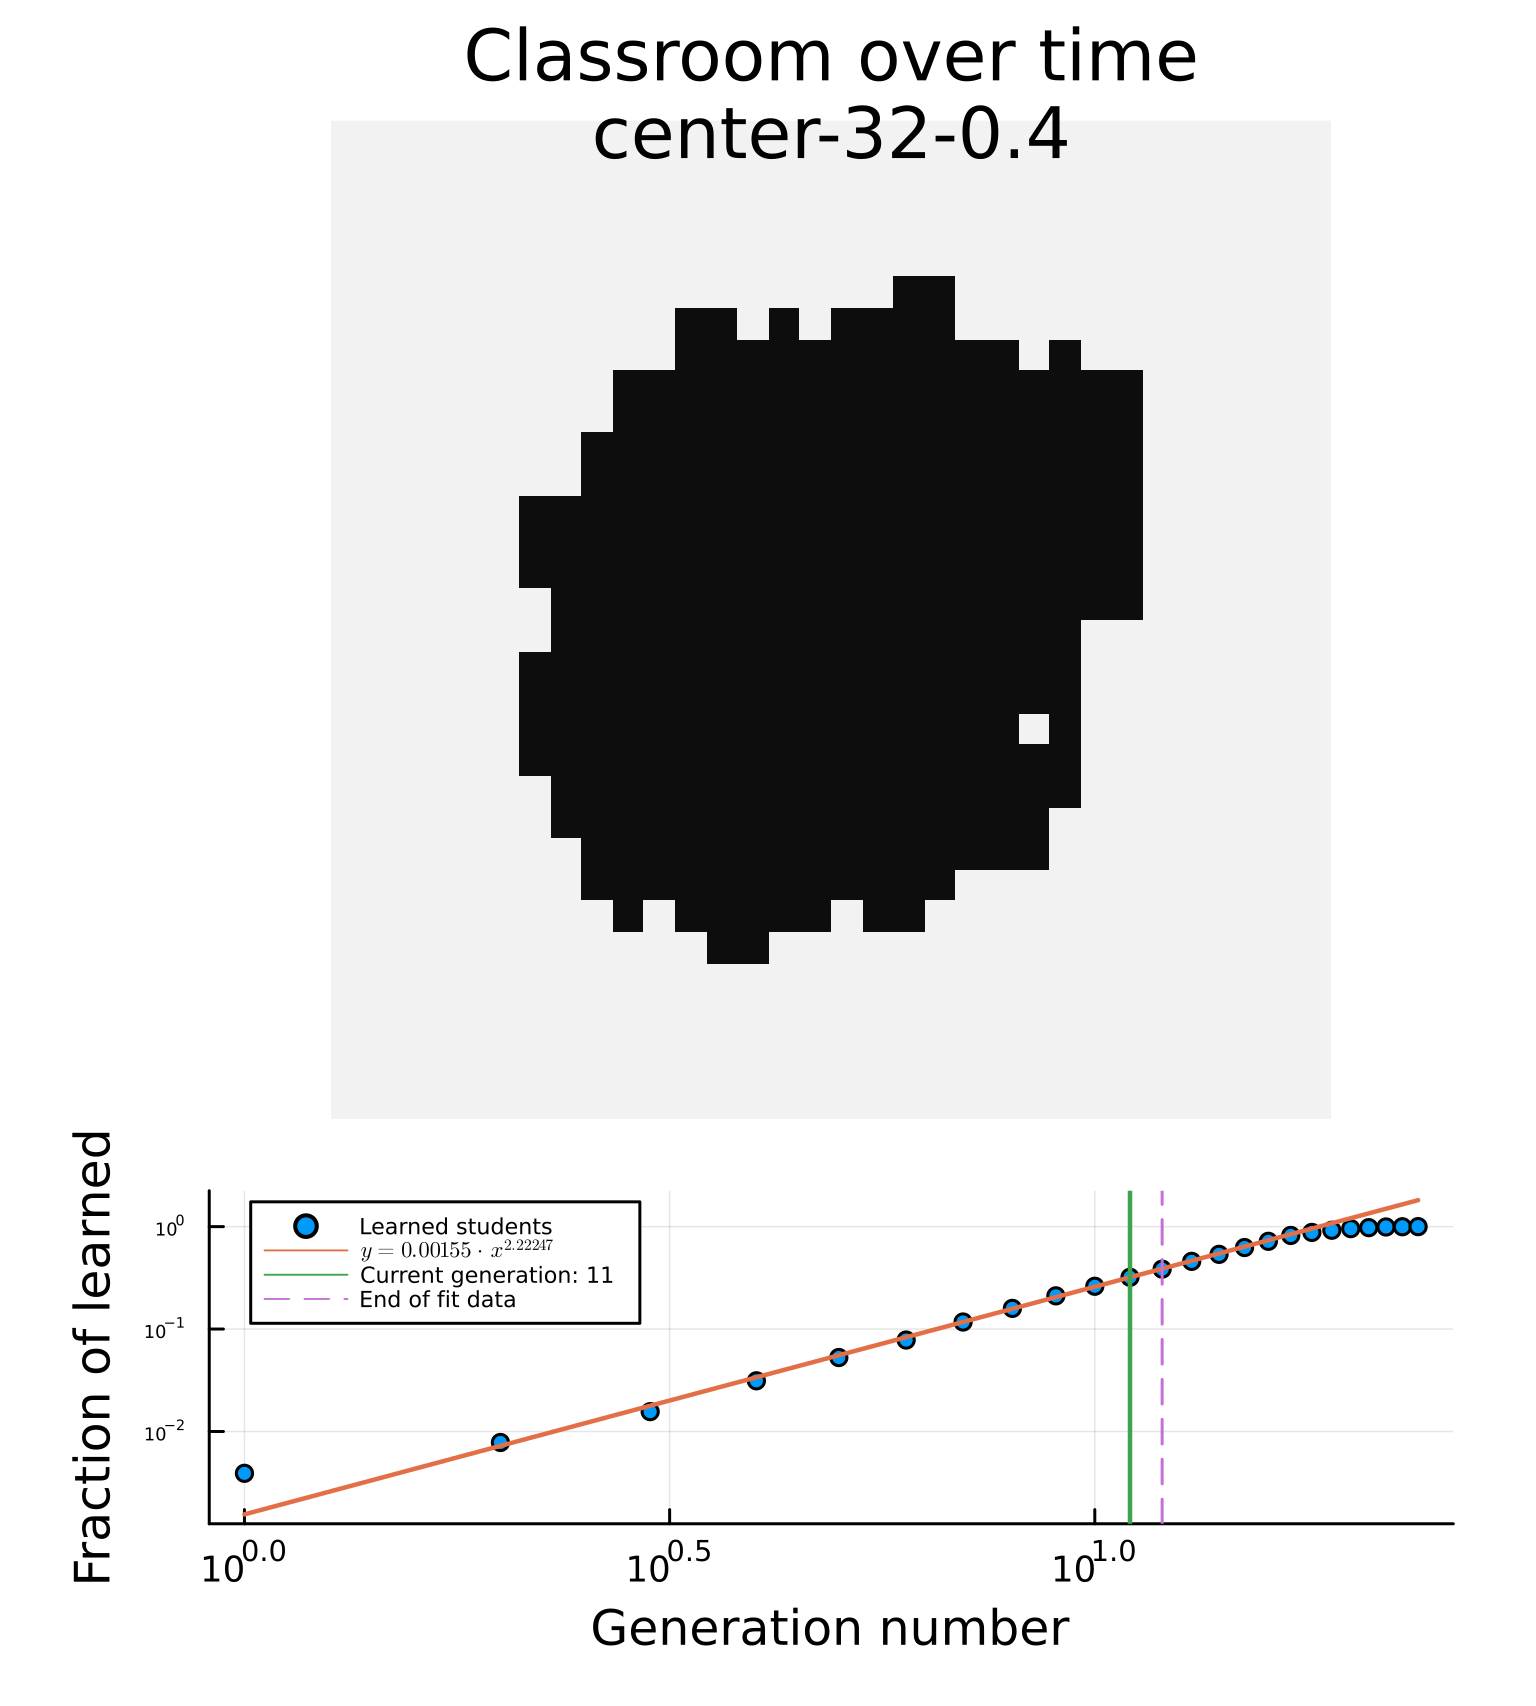 Classroom over time
center-32-0.4
Fraction of learned
10⁰
10⁻¹
10⁻²
Learned students
y = 0.00155 · x^2.22247
Current generation: 11
End of fit data
10^0.0
10^0.5
10^1.0
Generation number